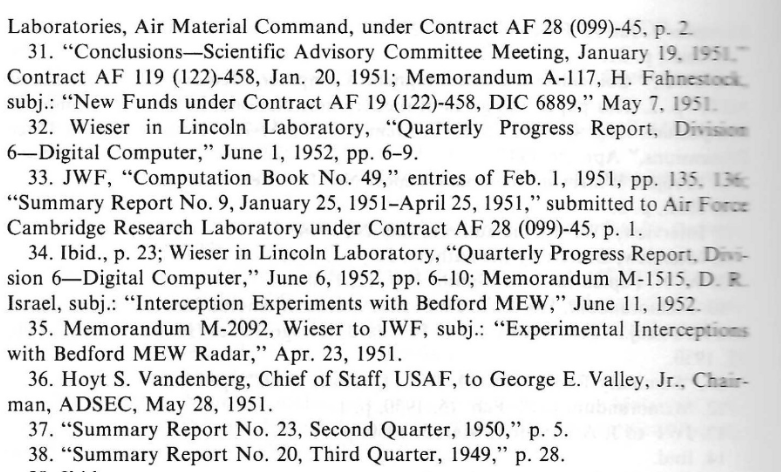 Laboratories, Air Material Command, under Contract AF 28 (099)-45, p. 2.
31. “Conclusions—Scientific Advisory Committee Meeting, January 19, 1951,”
Contract AF 119 (122)-458, Jan. 20, 1951; Memorandum A-117, H. Fahnestock,
subj.: “New Funds under Contract AF 19 (122)-458, DIC 6889,” May 7, 1951.
32. Wieser in Lincoln Laboratory, “Quarterly Progress Report, Division
6—Digital Computer,” June 1, 1952, pp. 6–9.
33. JWF, “Computation Book No. 49,” entries of Feb. 1, 1951, pp. 135, 136;
“Summary Report No. 9, January 25, 1951–April 25, 1951,” submitted to Air Force
Cambridge Research Laboratory under Contract AF 28 (099)-45, p. 1.
34. Ibid., p. 23; Wieser in Lincoln Laboratory, “Quarterly Progress Report, Divi-
sion 6—Digital Computer,” June 6, 1952, pp. 6–10; Memorandum M-1515, D. R.
Israel, subj.: “Interception Experiments with Bedford MEW,” June 11, 1952.
35. Memorandum M-2092, Wieser to JWF, subj.: “Experimental Interceptions
with Bedford MEW Radar,” Apr. 23, 1951.
36. Hoyt S. Vandenberg, Chief of Staff, USAF, to George E. Valley, Jr., Chair-
man, ADSEC, May 28, 1951.
37. “Summary Report No. 23, Second Quarter, 1950,” p. 5.
38. “Summary Report No. 20, Third Quarter, 1949,” p. 28.